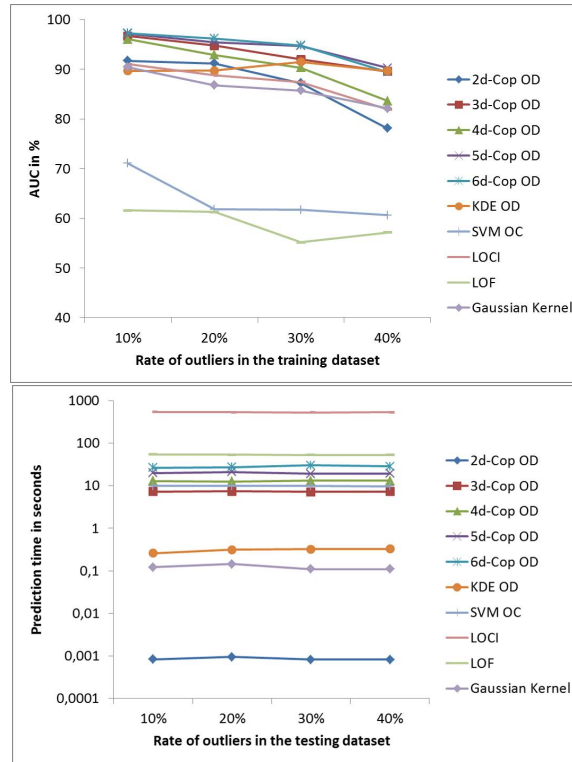 100
90
80
70
60
50
40
AUC in %
10% 20% 30% 40%
Rate of outliers in the training dataset
2d-Cop OD
3d-Cop OD
4d-Cop OD
5d-Cop OD
6d-Cop OD
KDE OD
SVM OC
LOCI
LOF
Gaussian Kernel
1000
100
10
1
0,1
0,01
0,001
0,0001
Prediction time in seconds
10% 20% 30% 40%
Rate of outliers in the testing dataset
2d-Cop OD
3d-Cop OD
4d-Cop OD
5d-Cop OD
6d-Cop OD
KDE OD
SVM OC
LOCI
LOF
Gaussian Kernel